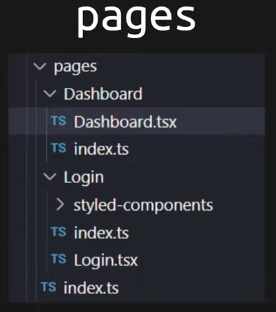 pages
pages
Dashboard
TS Dashboard.tsx
TS index.ts
Login
styled-components
TS index.ts
TS Login.tsx
TS index.ts